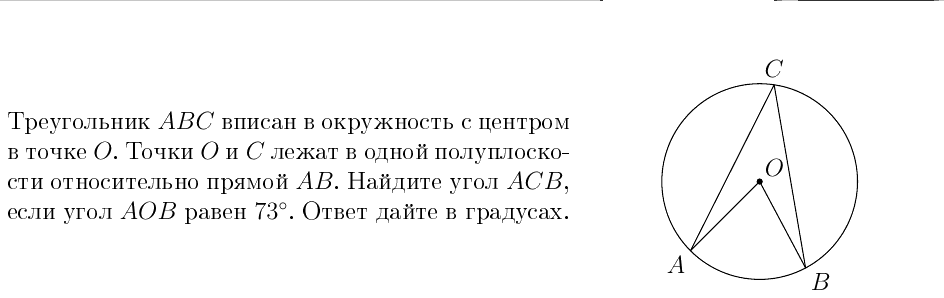 Треугольник ABC вписан в окружность с центром
в точке O. Точки O и C лежат в одной полуплоско-
сти относительно прямой AB. Найдите угол ACB,
если угол AOB равен 73°. Ответ дайте в градусах.
C
O
A
B